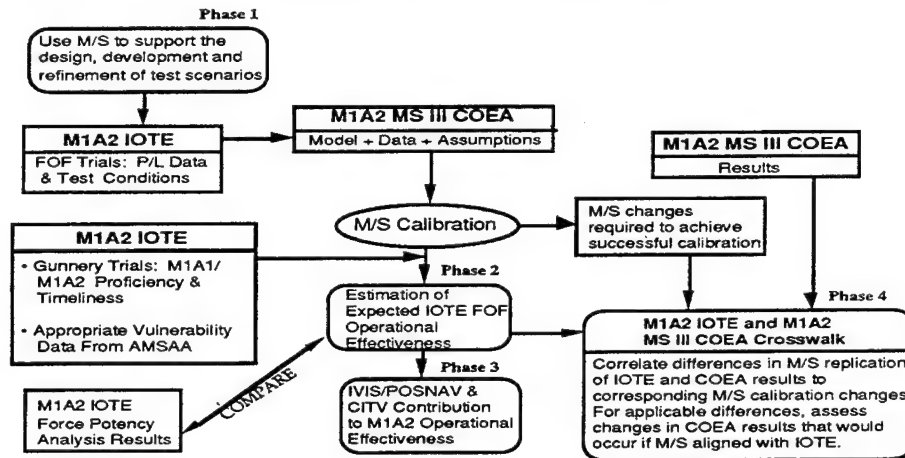 Phase 1
Use M/S to support the
design, development and
refinement of test scenarios
M1A2 IOTE
FOF Trials: P/L Data
& Test Conditions
M1A2 MS III COEA
Model + Data + Assumptions
M1A2 MS III COEA
Results
M/S Calibration
M/S changes
required to achieve
successful calibration
M1A2 IOTE
• Gunnery Trials: M1A1/
M1A2 Proficiency &
Timeliness
• Appropriate Vulnerability
Data From AMSAA
Phase 2
Estimation of
Expected IOTE FOF
Operational
Effectiveness
Phase 3
IVIS/POSNAV &
CITV Contribution
to M1A2 Operational
Effectiveness
COMPARE
M1A2 IOTE
Force Potency
Analysis Results
Phase 4
M1A2 IOTE and M1A2
MS III COEA Crosswalk
Correlate differences in M/S replication
of IOTE and COEA results to
corresponding M/S calibration changes.
For applicable differences, assess
changes in COEA results that would
occur if M/S aligned with IOTE.